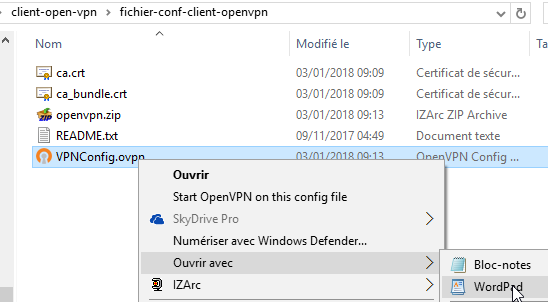 client-open-vpn > fichier-conf-client-openvpn
Modifié le Type
ca.crt 03/01/2018 09:09 Certificat de sécur...
ca_bundle.crt 03/01/2018 09:09 Certificat de sécur...
openvpn.zip 03/01/2018 09:13 IZArc ZIP Archive
README.txt 09/11/2017 04:49 Document texte
VPNConfig.ovpn 03/01/2018 09:13 OpenVPN Config ...
Ouvrir
Start OpenVPN on this config file
SkyDrive Pro
Numériser avec Windows Defender...
Ouvrir avec
Bloc-notes
IZArc
WordPad